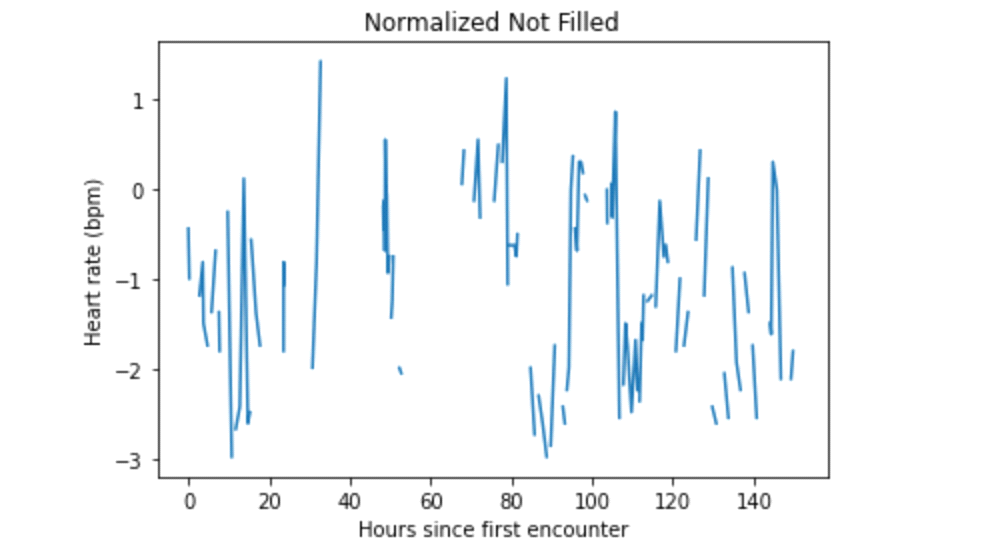 Normalized Not Filled
Heart rate (bpm)
1
0
−1
−2
−3
0 20 40 60 80 100 120 140
Hours since first encounter